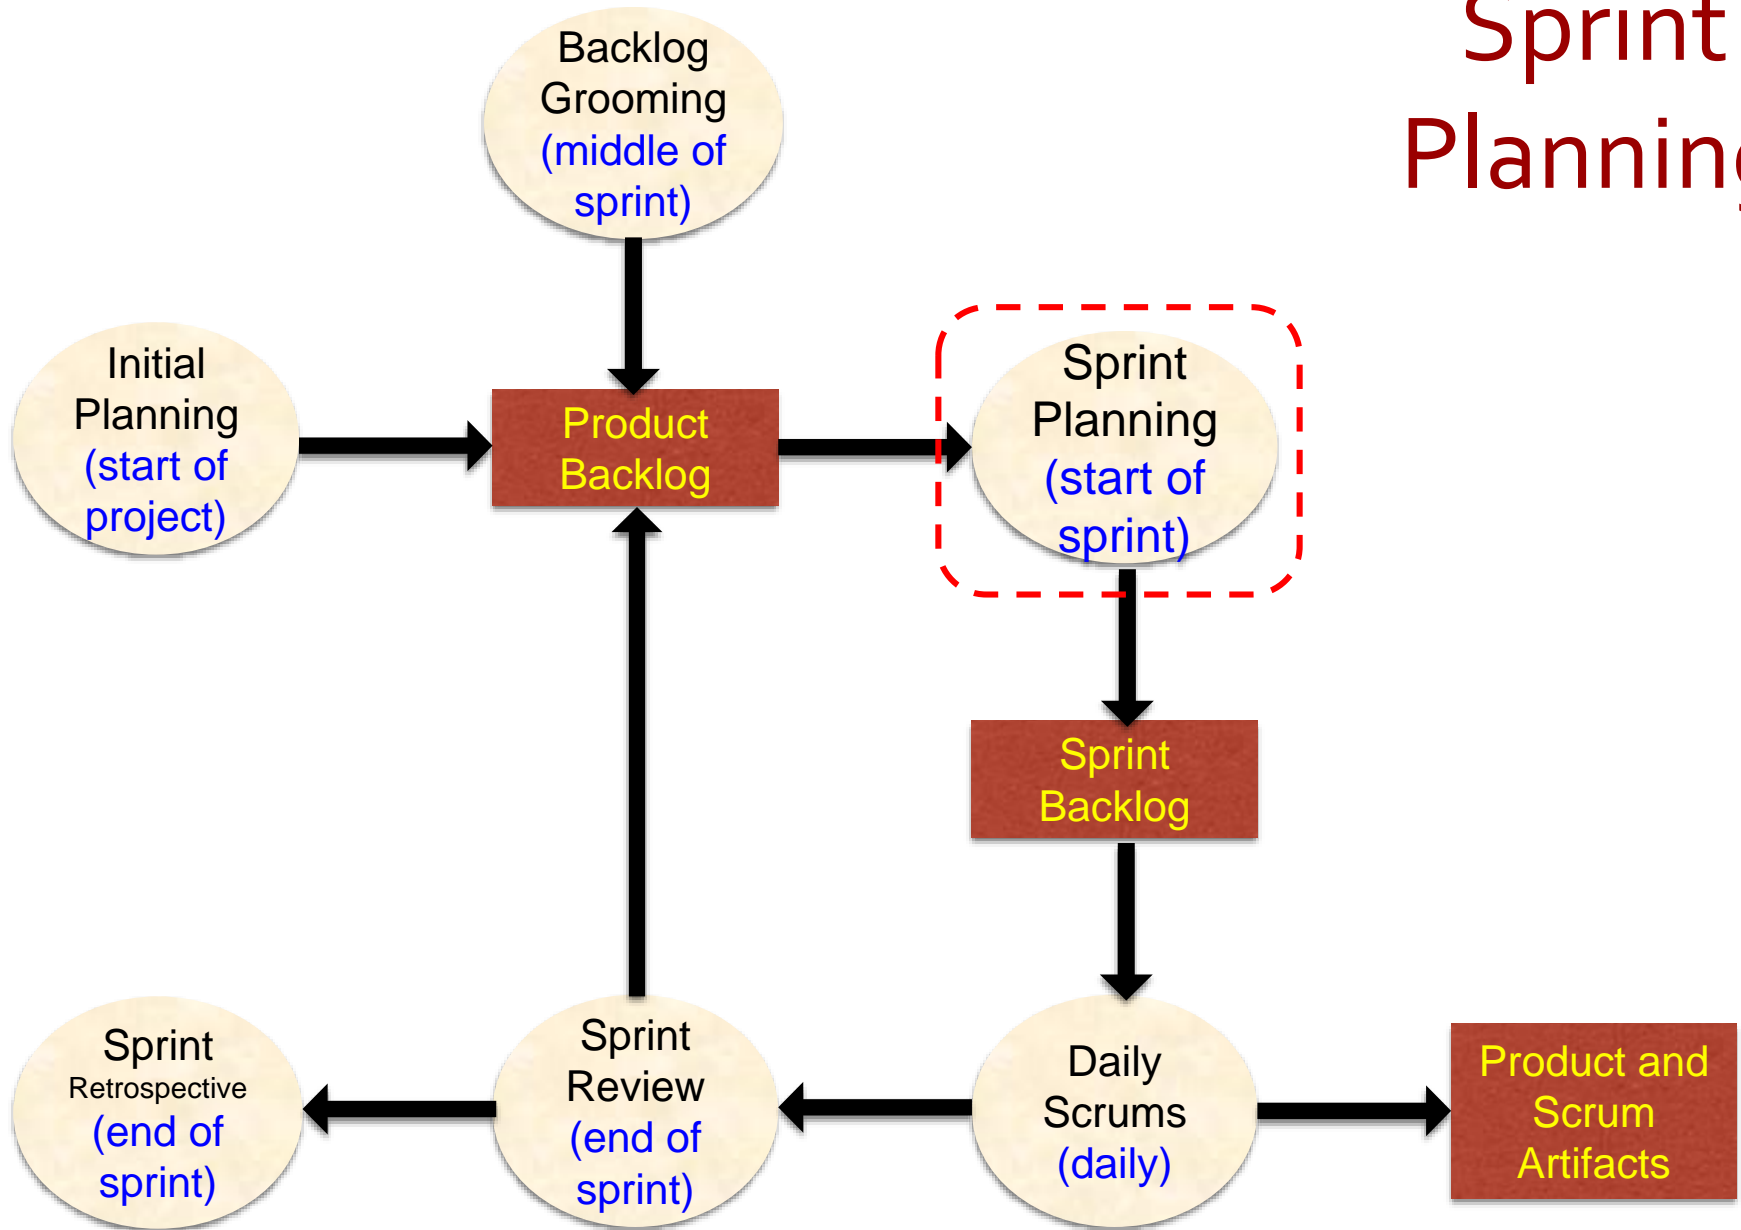 Sprint
Planning
Backlog
Grooming
(middle of
sprint)
Initial
Planning
(start of
project)
Product
Backlog
Sprint
Planning
(start of
sprint)
Sprint
Backlog
Sprint
Retrospective
(end of
sprint)
Sprint
Review
(end of
sprint)
Daily
Scrums
(daily)
Product and
Scrum
Artifacts